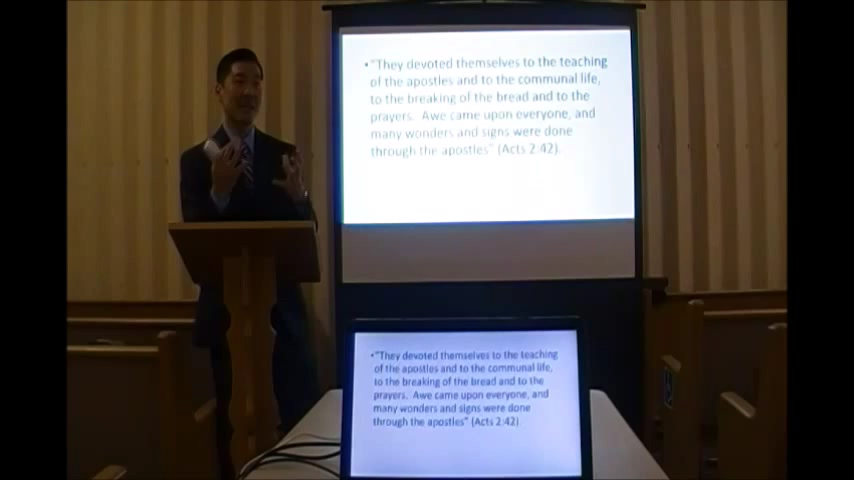 •"They devoted themselves to the teaching
of the apostles and to the communal life,
to the breaking of the bread and to the
prayers.  Awe came upon everyone, and
many wonders and signs were done
through the apostles" (Acts 2:42).
•"They devoted themselves to the teaching
of the apostles and to the communal life,
to the breaking of the bread and to the
prayers.  Awe came upon everyone, and
many wonders and signs were done
through the apostles" (Acts 2:42).